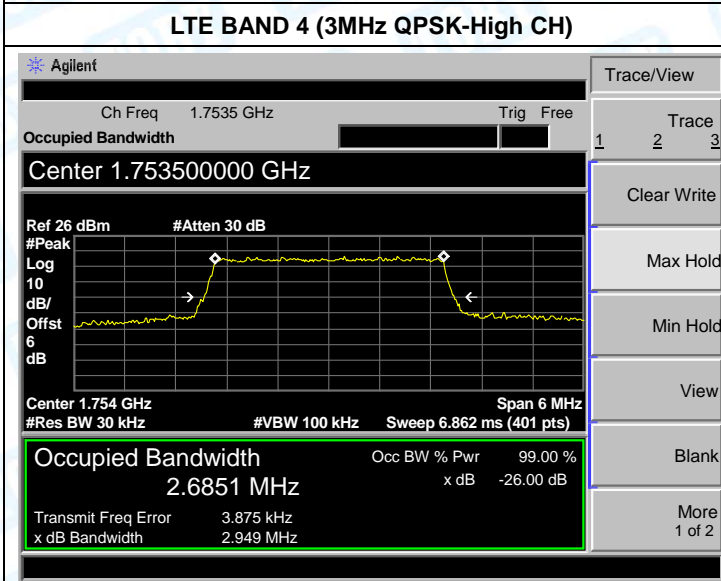 LTE BAND 4 (3MHz QPSK-High CH)
Agilent
Trace/View
Ch Freq 1.7535 GHz Trig Free
Occupied Bandwidth
Trace
1 2 3
Center 1.753500000 GHz
Clear Write
Ref 26 dBm #Atten 30 dB
#Peak
Log
10
dB/
Offst
6
dB
Max Hold
Min Hold
Center 1.754 GHz Span 6 MHz
#Res BW 30 kHz #VBW 100 kHz Sweep 6.862 ms (401 pts)
View
Occupied Bandwidth Occ BW % Pwr 99.00 %
2.6851 MHz x dB -26.00 dB
Blank
Transmit Freq Error 3.875 kHz
x dB Bandwidth 2.949 MHz
More
1 of 2